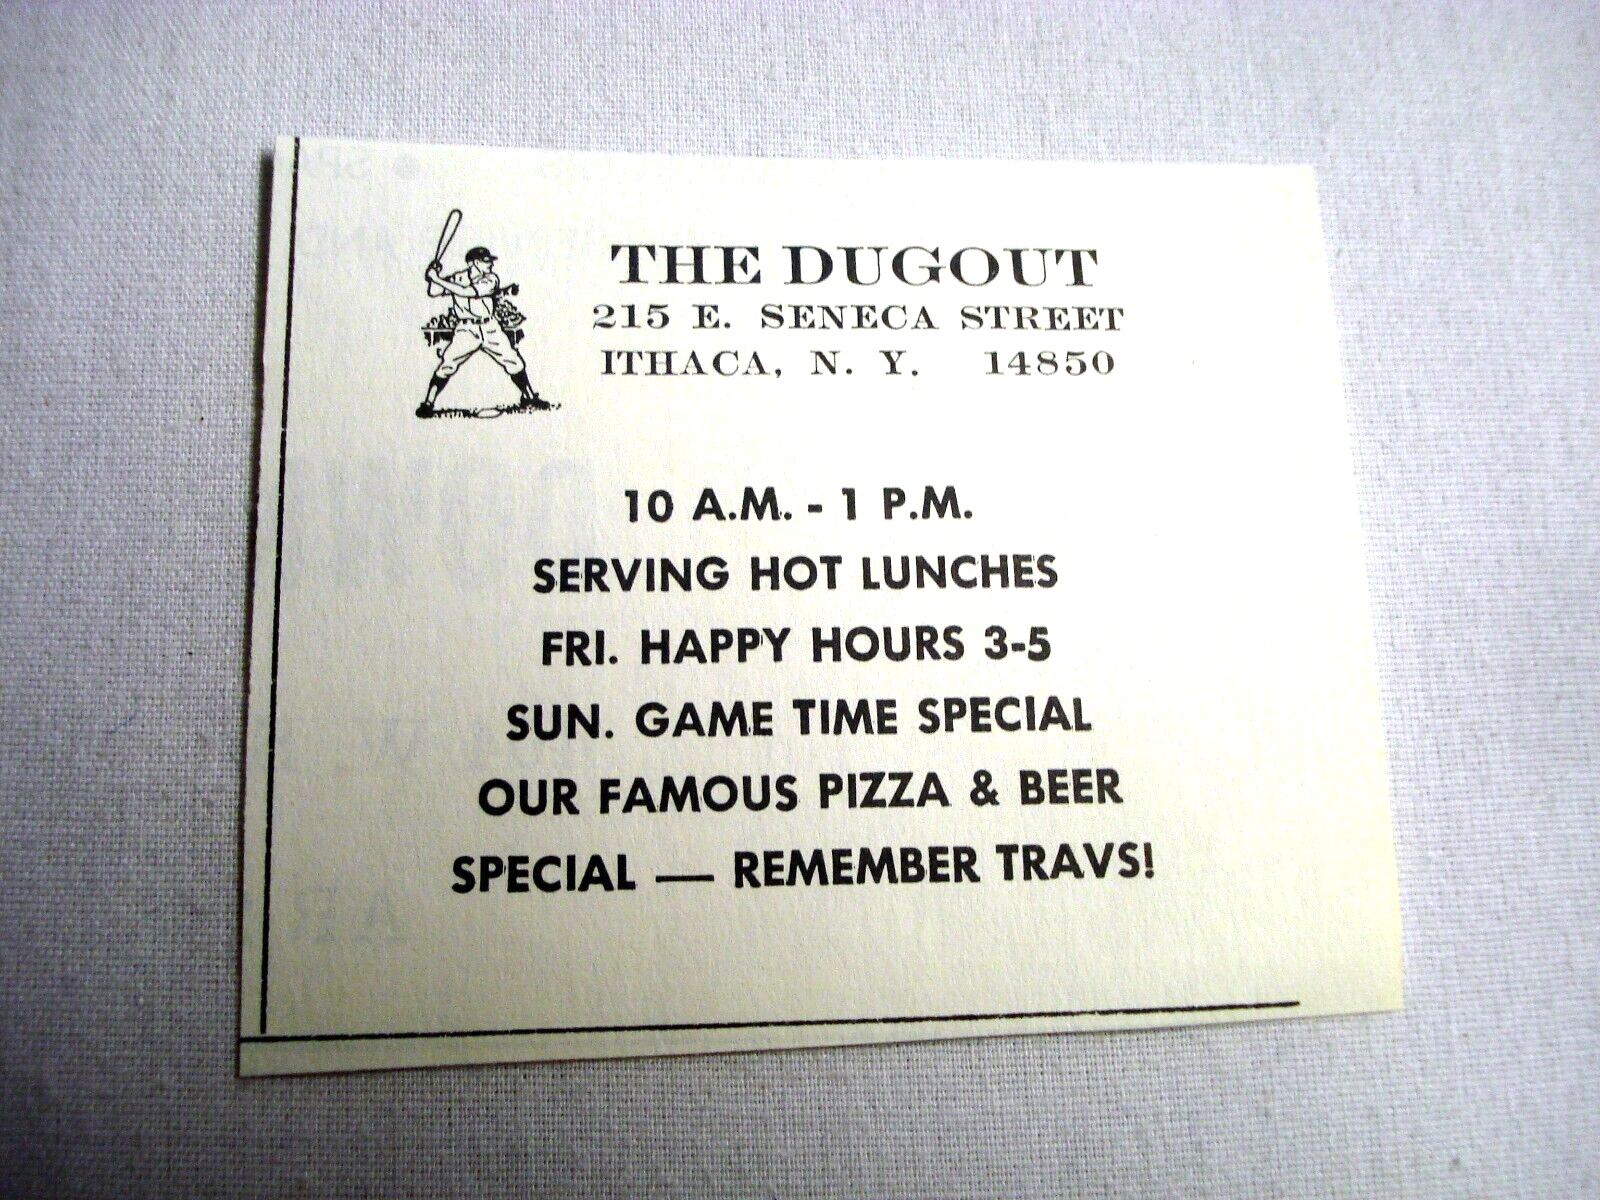 THE DUGOUT
215 E. SENECA STREET
ITHACA, N. Y. 14850
10 A.M. - 1 P.M.
SERVING HOT LUNCHES
FRI. HAPPY HOURS 3-5
SUN. GAME TIME SPECIAL
OUR FAMOUS PIZZA & BEER
SPECIAL — REMEMBER TRAVS!